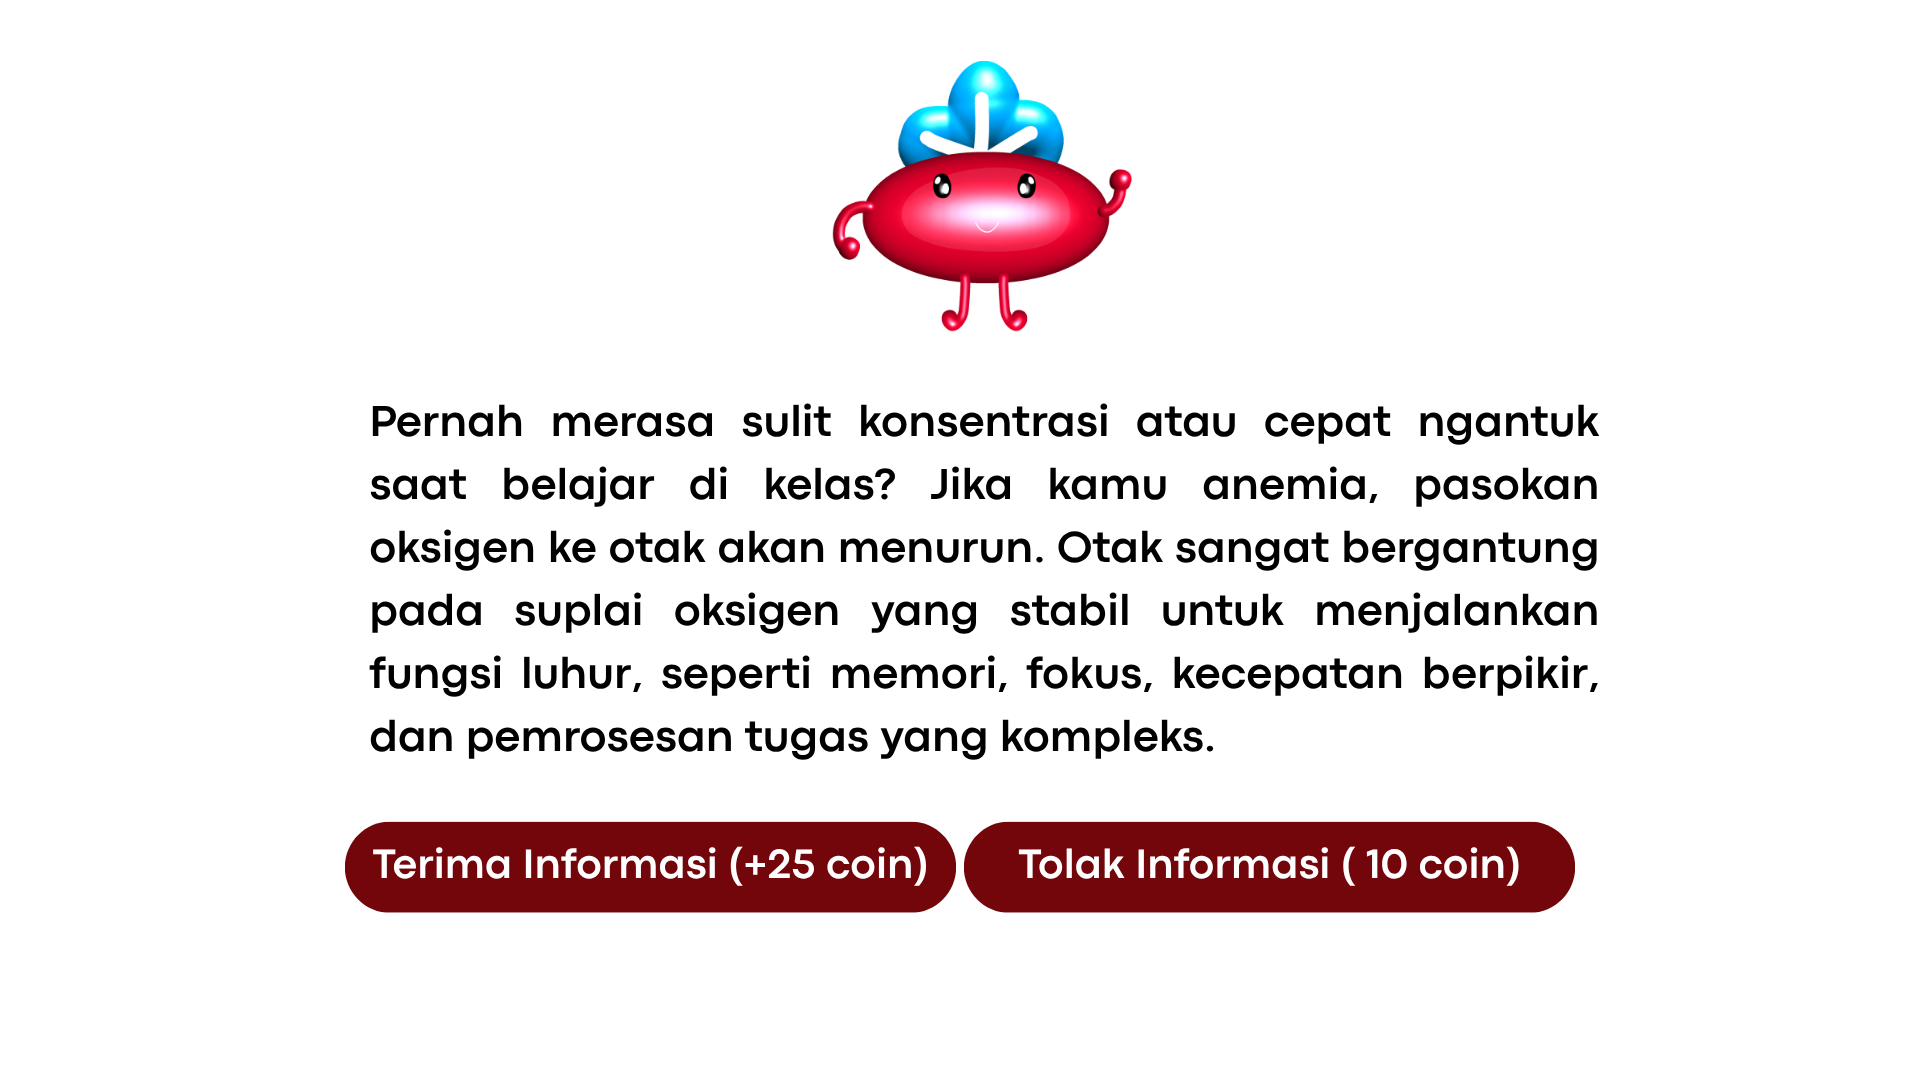 Pernah merasa sulit konsentrasi atau cepat ngantuk
saat belajar di kelas? Jika kamu anemia, pasokan
oksigen ke otak akan menurun. Otak sangat bergantung
pada suplai oksigen yang stabil untuk menjalankan
fungsi luhur, seperti memori, fokus, kecepatan berpikir,
dan pemrosesan tugas yang kompleks.
Terima Informasi (+25 coin)
Tolak Informasi ( 10 coin)